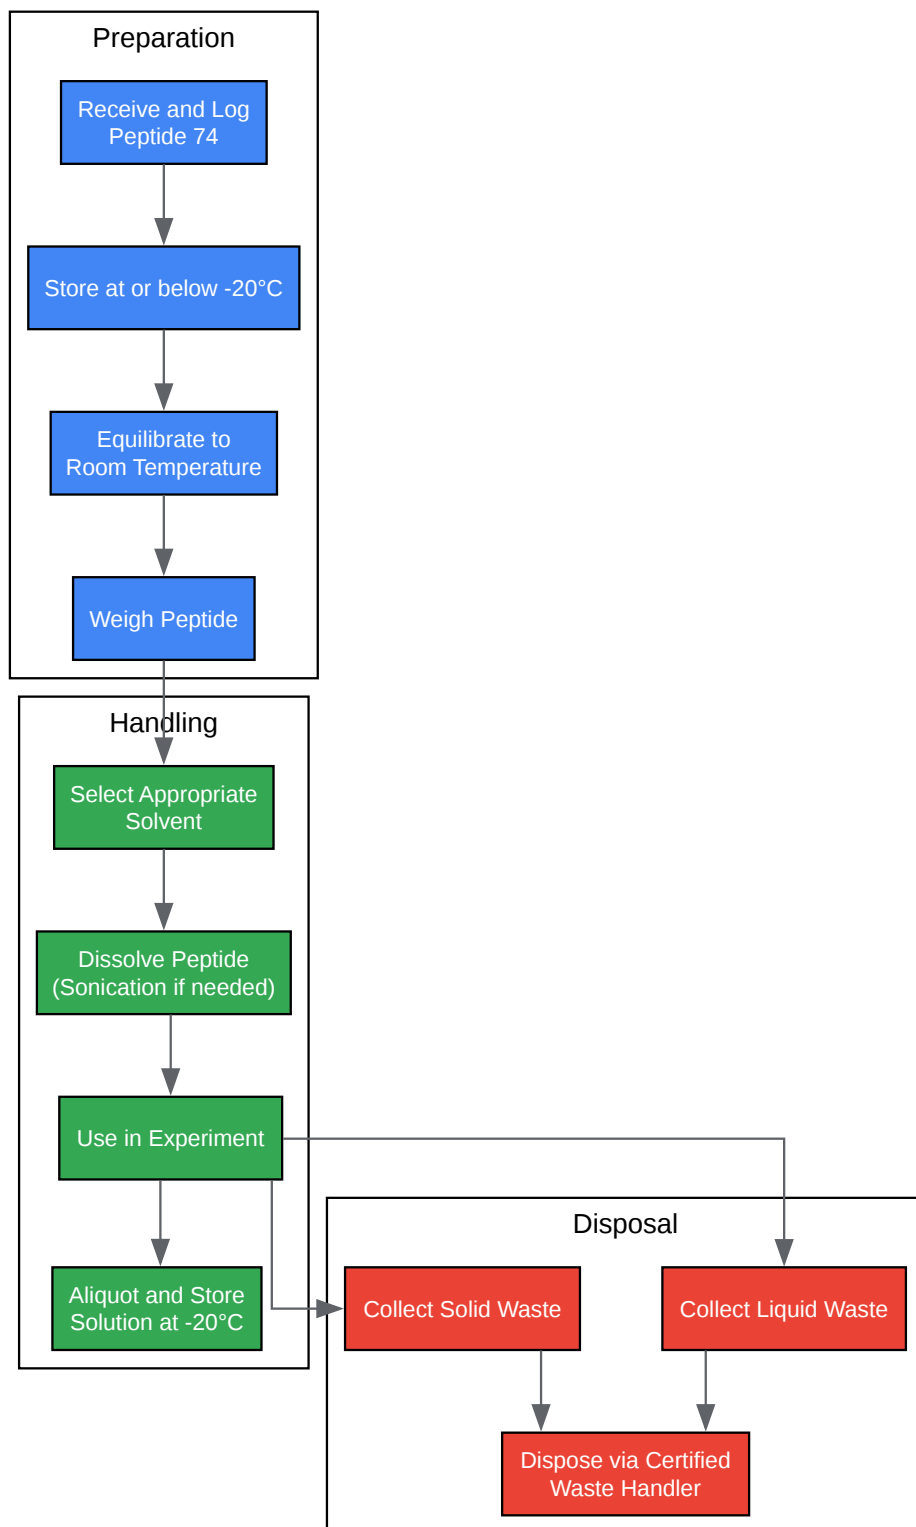 Preparation
Receive and Log
Peptide 74
Store at or below -20°C
Equilibrate to
Room Temperature
Weigh Peptide
Handling
Select Appropriate
Solvent
Dissolve Peptide
(Sonication if needed)
Use in Experiment
Aliquot and Store
Solution at -20°C
Disposal
Collect Solid Waste
Collect Liquid Waste
Dispose via Certified
Waste Handler